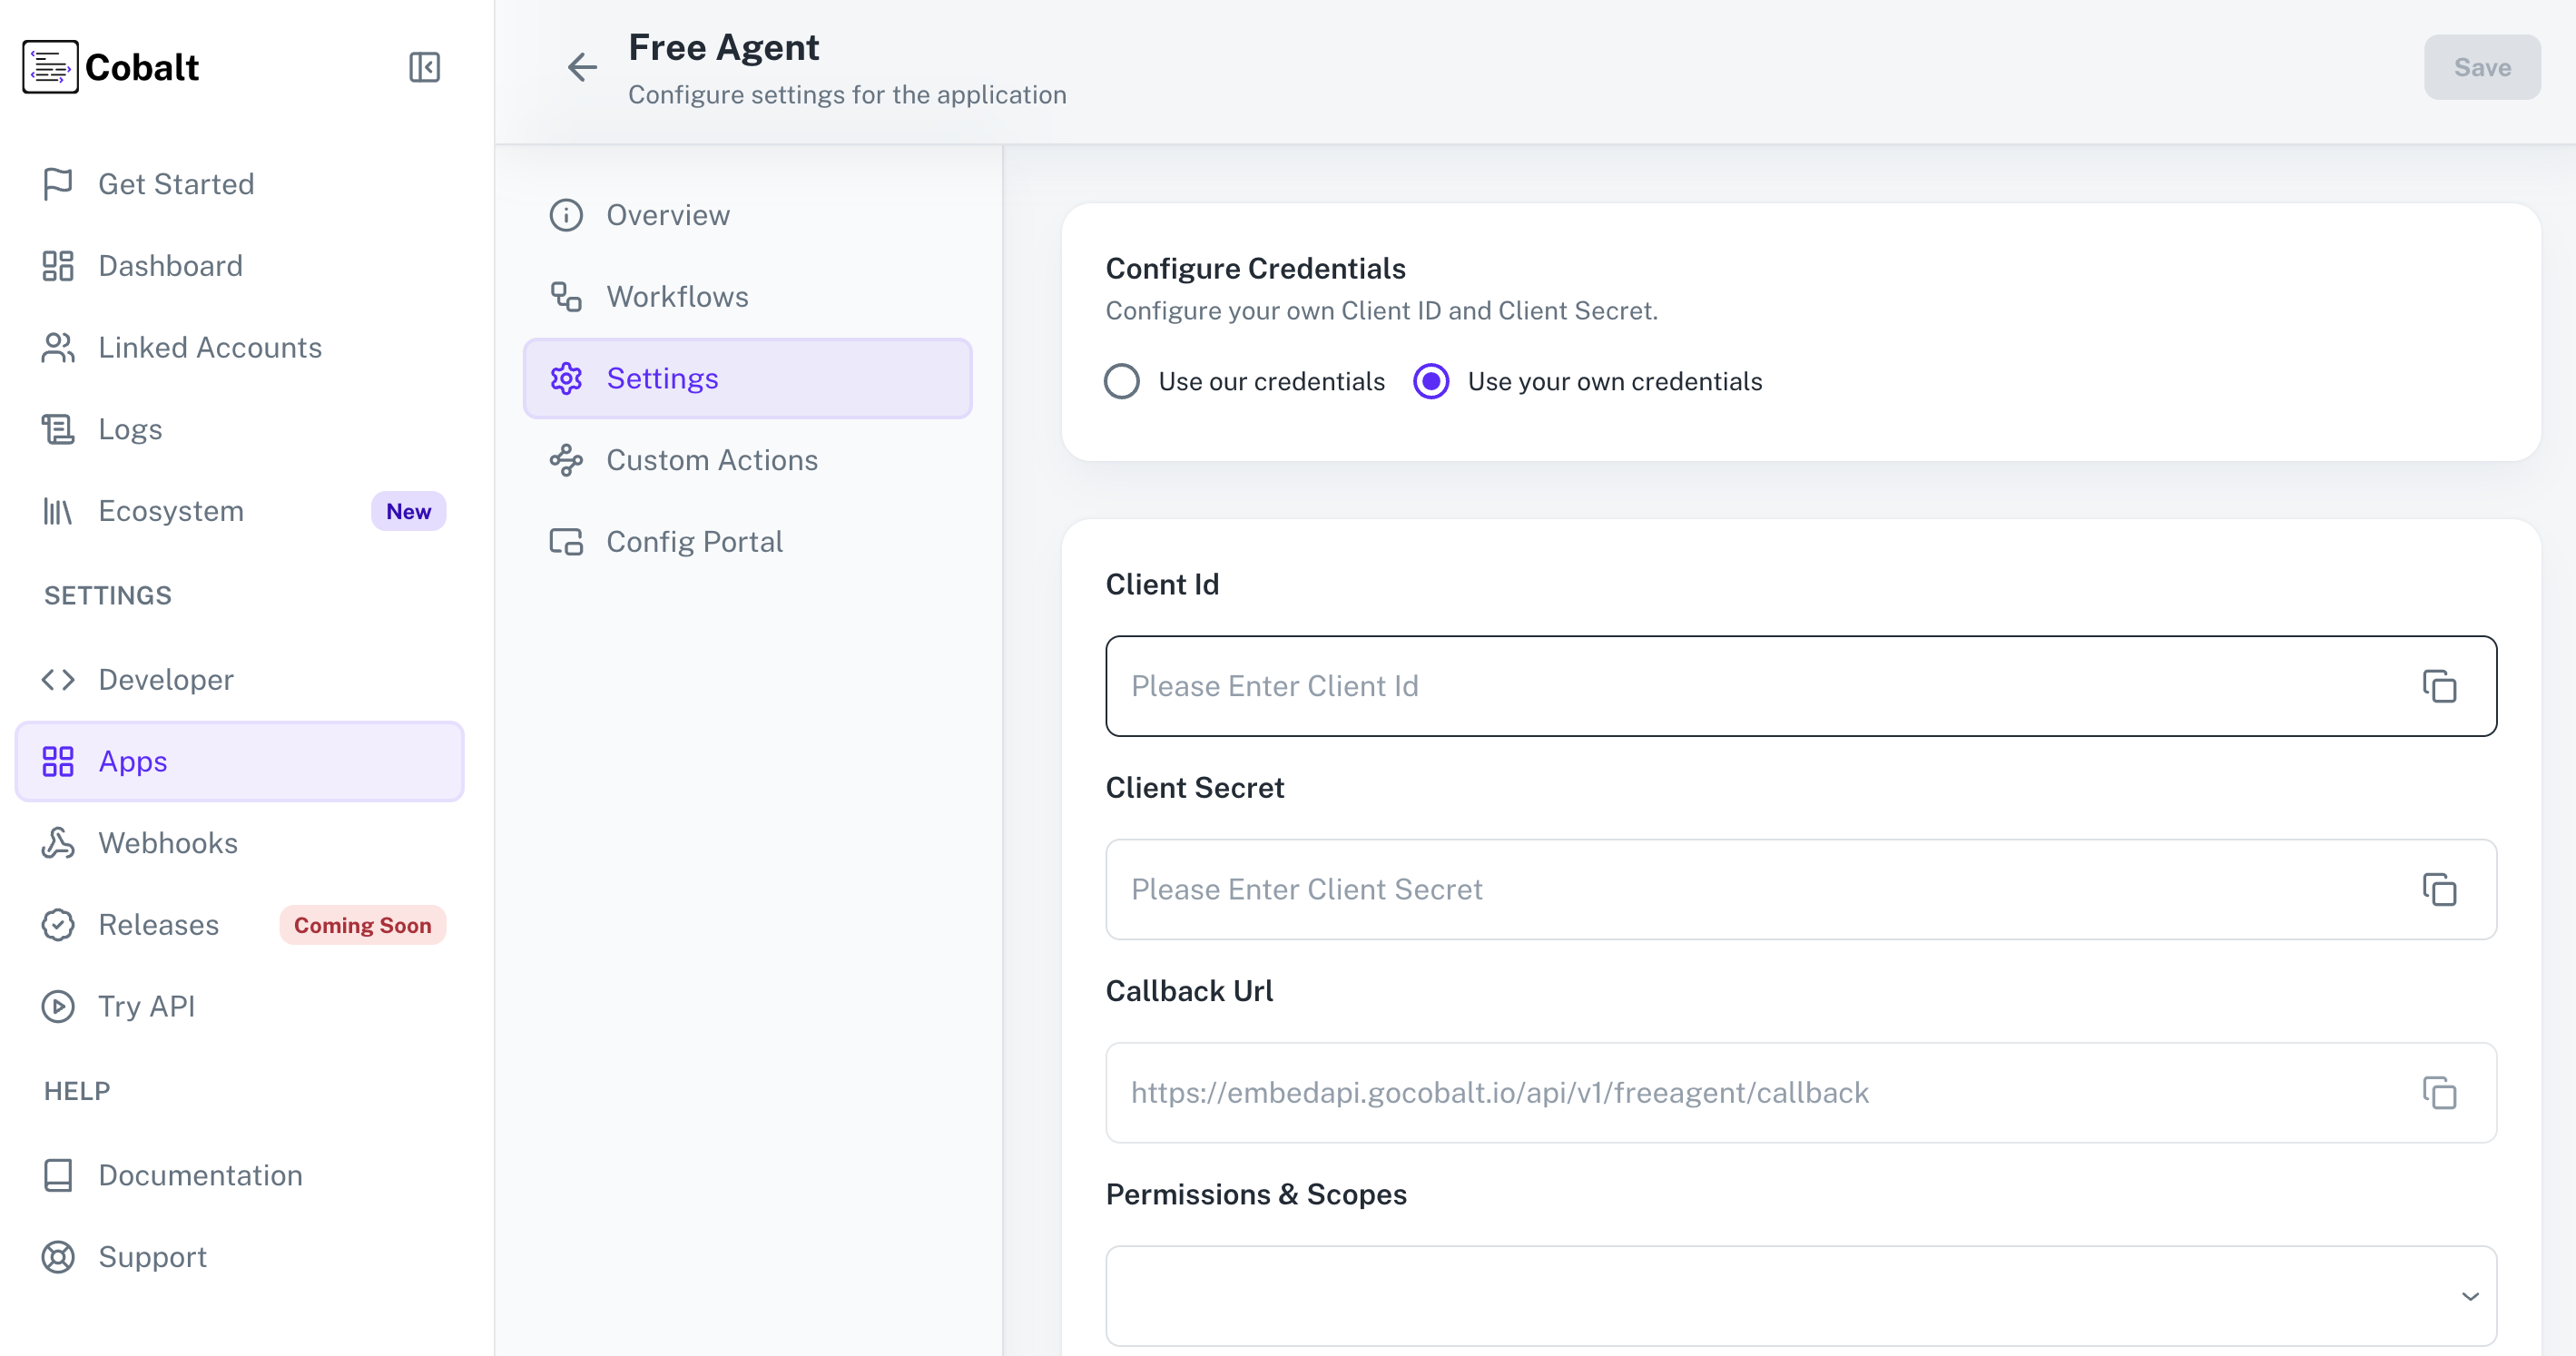 Cobalt
Get Started
Dashboard
Linked Accounts
Logs
Ecosystem New
SETTINGS
Developer
Apps
Webhooks
Releases Coming Soon
Try API
HELP
Documentation
Support
Free Agent
Configure settings for the application
Save
Overview
Workflows
Settings
Custom Actions
Config Portal
Configure Credentials
Configure your own Client ID and Client Secret.
Use our credentials Use your own credentials
Client Id
Please Enter Client Id
Client Secret
Please Enter Client Secret
Callback Url
https://embedapi.gocobalt.io/api/v1/freeagent/callback
Permissions & Scopes